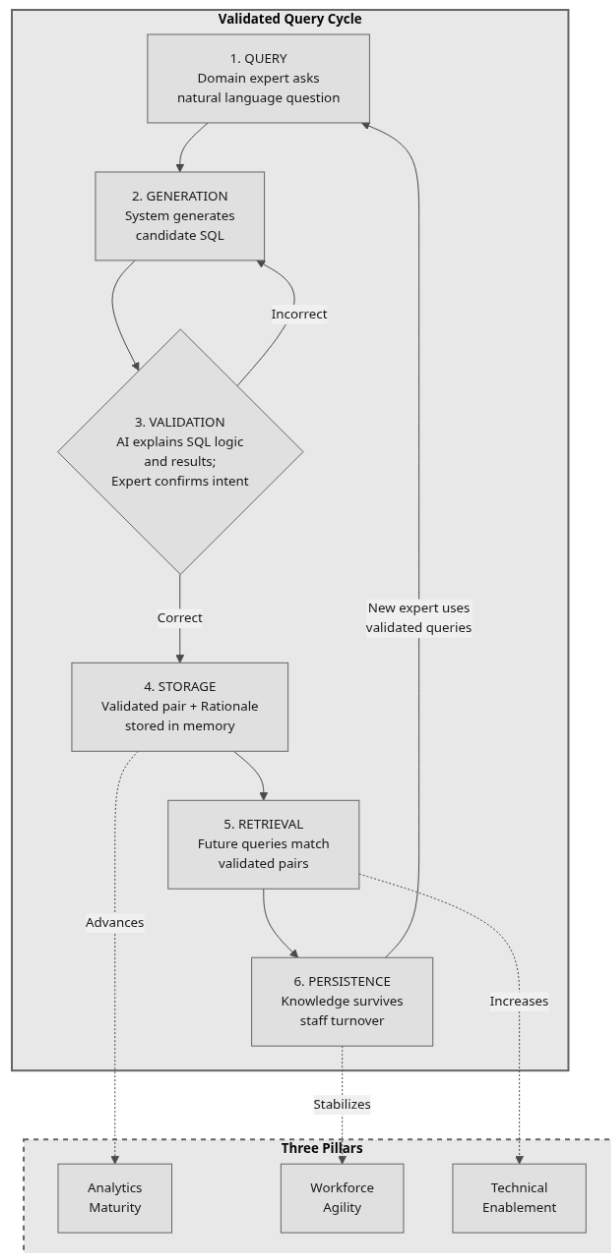 Validated Query Cycle
1. QUERY
Domain expert asks
natural language question
2. GENERATION
System generates
candidate SQL
Incorrect
3. VALIDATION
AI explains SQL logic
and results;
Expert confirms intent
Correct
New expert uses
validated queries
4. STORAGE
Validated pair + Rationale
stored in memory
5. RETRIEVAL
Future queries match
validated pairs
Advances
6. PERSISTENCE
Knowledge survives
staff turnover
Increases
Stabilizes
Three Pillars
Analytics
Maturity
Workforce
Agility
Technical
Enablement